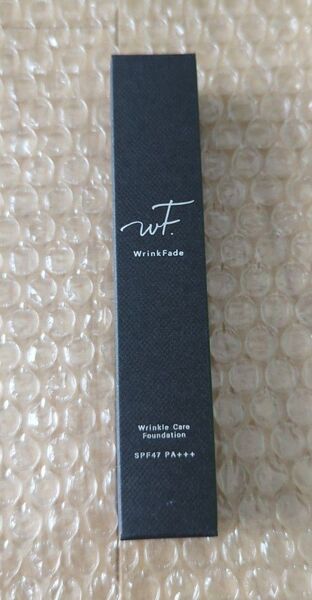 wF.
WrinkFade
Wrinkle Care
Foundation
SPF47 PA+++